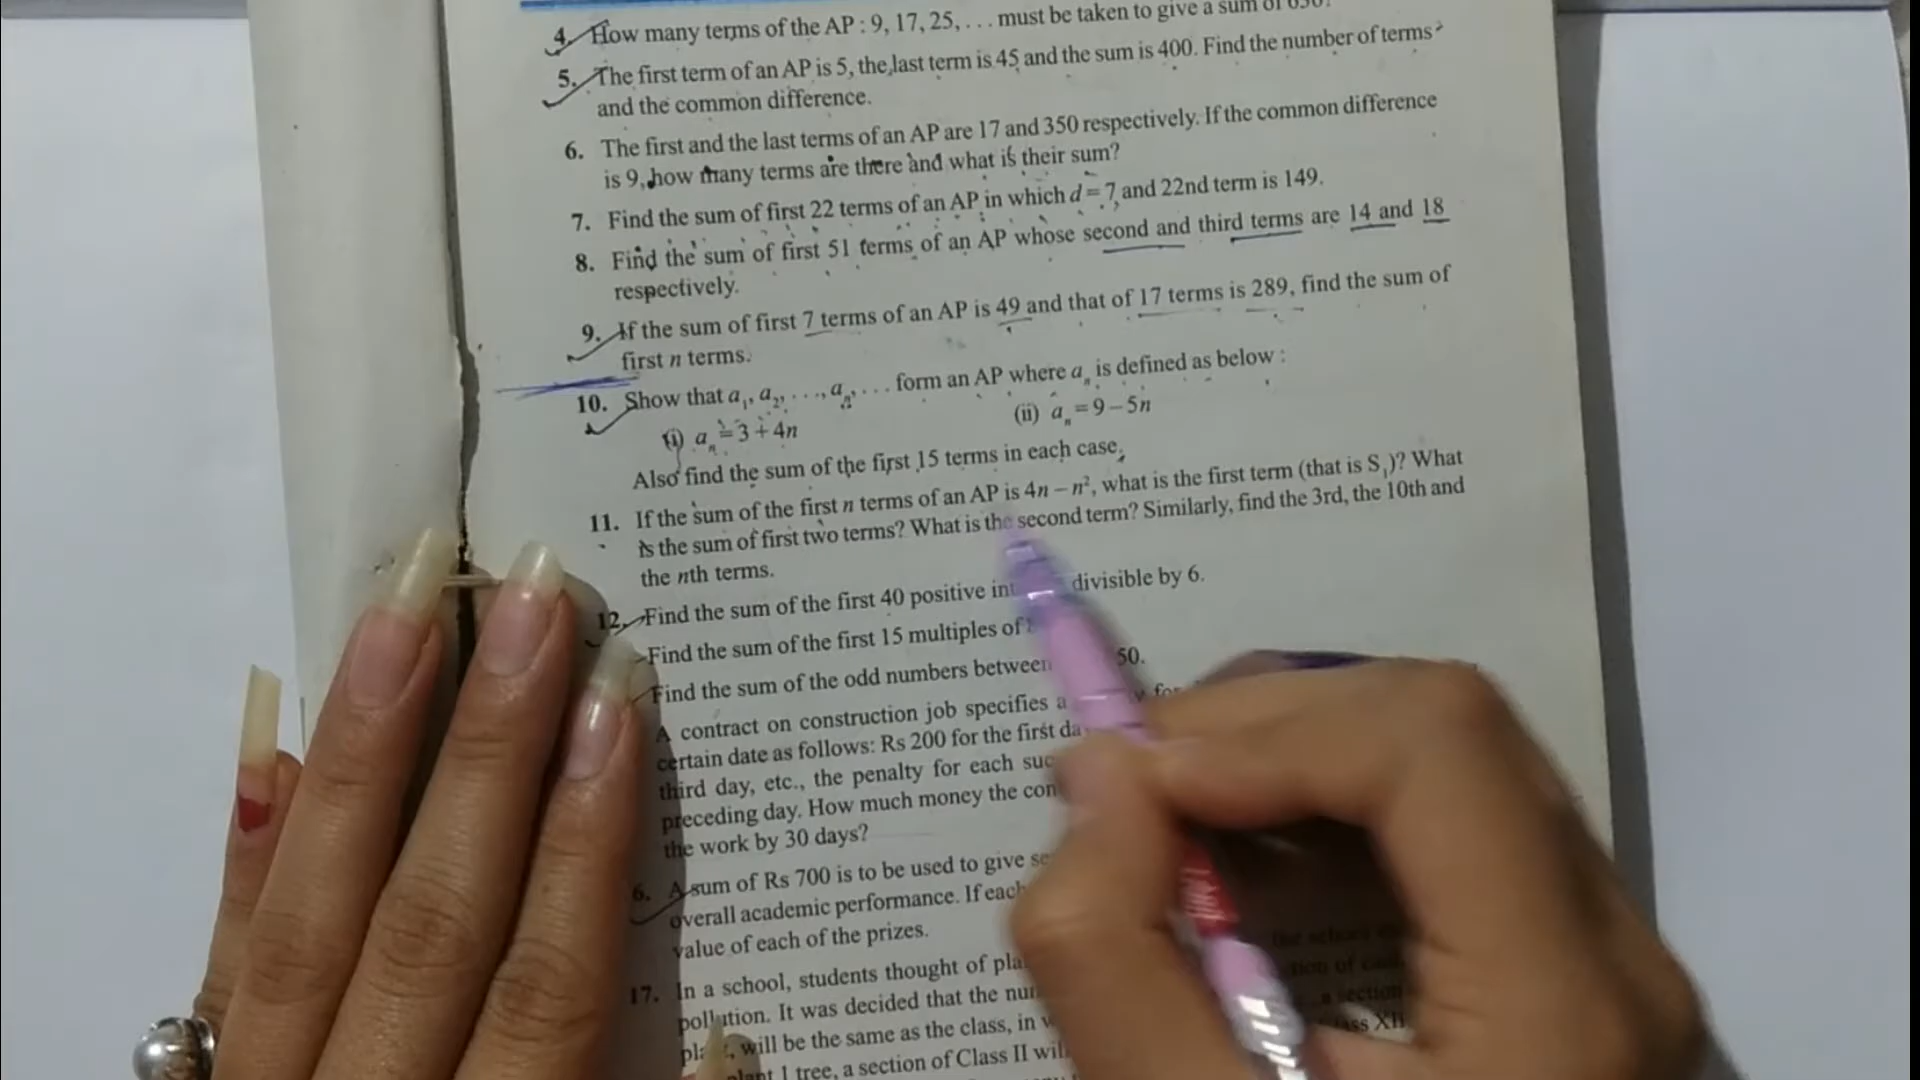 4. How many terms of the AP : 9, 17, 25, . . . must be taken to give a sum of 636?
5. The first term of an AP is 5, the last term is 45 and the sum is 400. Find the number of terms
and the common difference.
6. The first and the last terms of an AP are 17 and 350 respectively. If the common difference
is 9, how many terms are there and what is their sum?
7. Find the sum of first 22 terms of an AP in which d = 7 and 22nd term is 149.
8. Find the sum of first 51 terms of an AP whose second and third terms are 14 and 18
respectively.
9. If the sum of first 7 terms of an AP is 49 and that of 17 terms is 289, find the sum of
first n terms.
10. Show that a₁, a₂, . . ., aₙ, . . . form an AP where aₙ is defined as below :
(i) aₙ = 3 + 4n (ii) aₙ = 9 – 5n
Also find the sum of the first 15 terms in each case.
11. If the sum of the first n terms of an AP is 4n – n², what is the first term (that is S₁)? What
is the sum of first two terms? What is the second term? Similarly, find the 3rd, the 10th and
the nth terms.
12. Find the sum of the first 40 positive divisible by 6.
Find the sum of the first 15 multiples of
Find the sum of the odd numbers between 50.
A contract on construction job specifies a for
certain date as follows: Rs 200 for the first
third day, etc., the penalty for each
preceding day. How much money the
the work by 30 days?
6. A sum of Rs 700 is to be used to give
overall academic performance. If each
value of each of the prizes.
17. In a school, students thought of
pollution. It was decided that the
will be the same as the class, in
plant 1 tree, a section of Class II